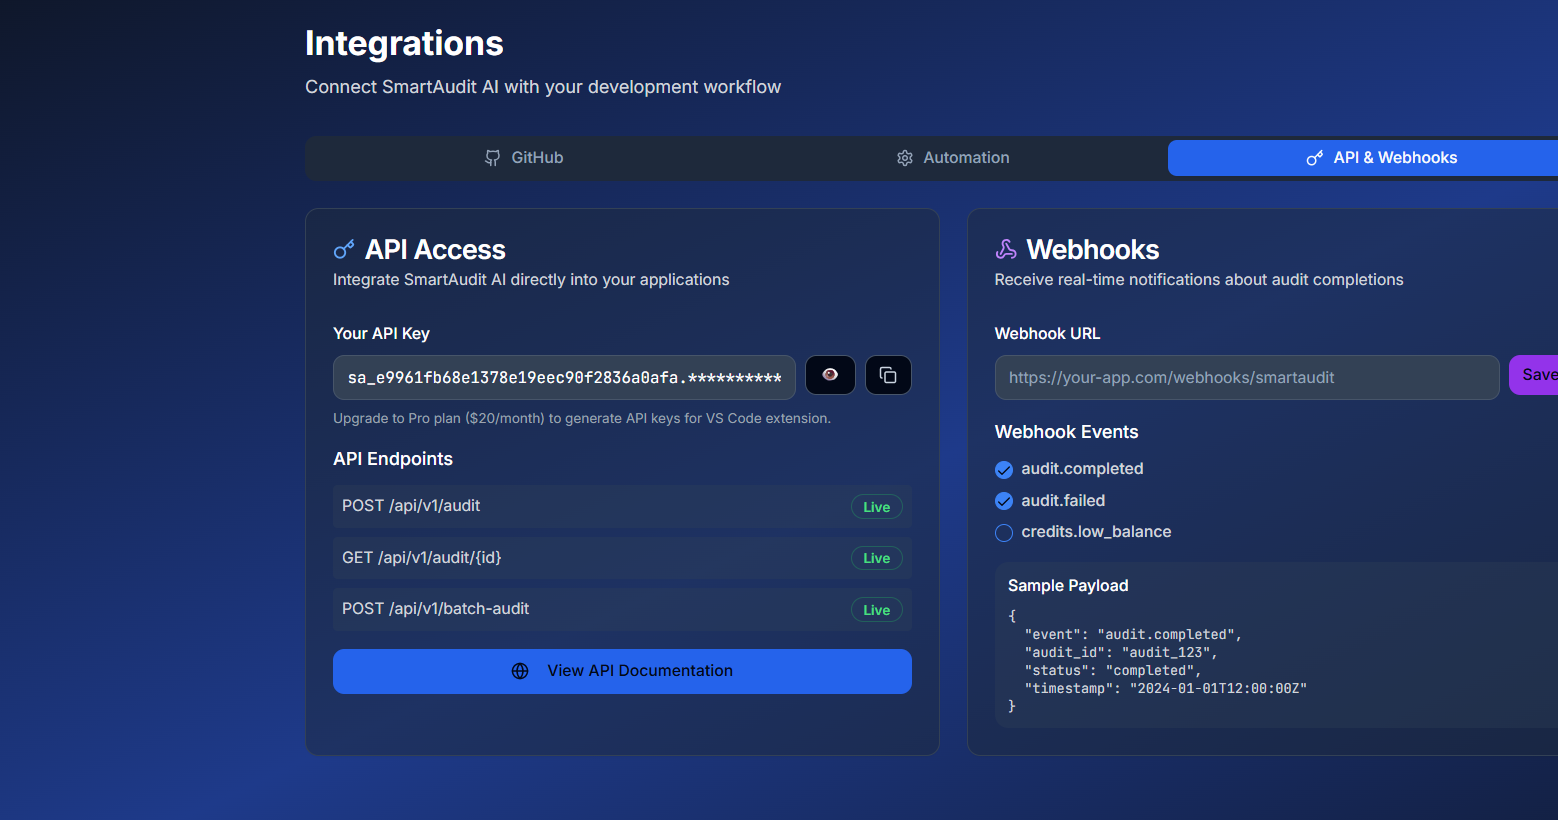 Integrations
Connect SmartAudit AI with your development workflow
GitHub
Automation
API & Webhooks
API Access
Integrate SmartAudit AI directly into your applications
Your API Key
sa_e9961fb68e1378e19eec90f2836a0afa.**********
Upgrade to Pro plan ($20/month) to generate API keys for VS Code extension.
API Endpoints
POST /api/v1/audit
Live
GET /api/v1/audit/{id}
Live
POST /api/v1/batch-audit
Live
View API Documentation
Webhooks
Receive real-time notifications about audit completions
Webhook URL
https://your-app.com/webhooks/smartaudit
Save
Webhook Events
audit.completed
audit.failed
credits.low_balance
Sample Payload
{
"event": "audit.completed",
"audit_id": "audit_123",
"status": "completed",
"timestamp": "2024-01-01T12:00:00Z"
}